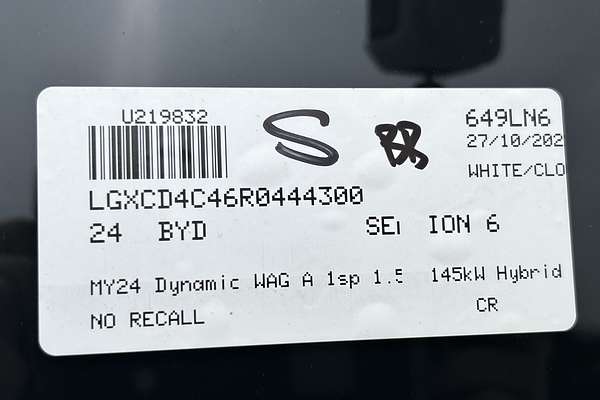 U219832
S
649LN6
27/10/202
WHITE/CLO
LGXCD4C46R0444300
24 BYD ION 6
MY24 Dynamic WAG A 1sp 1.5 145kW Hybrid
NO RECALL CR